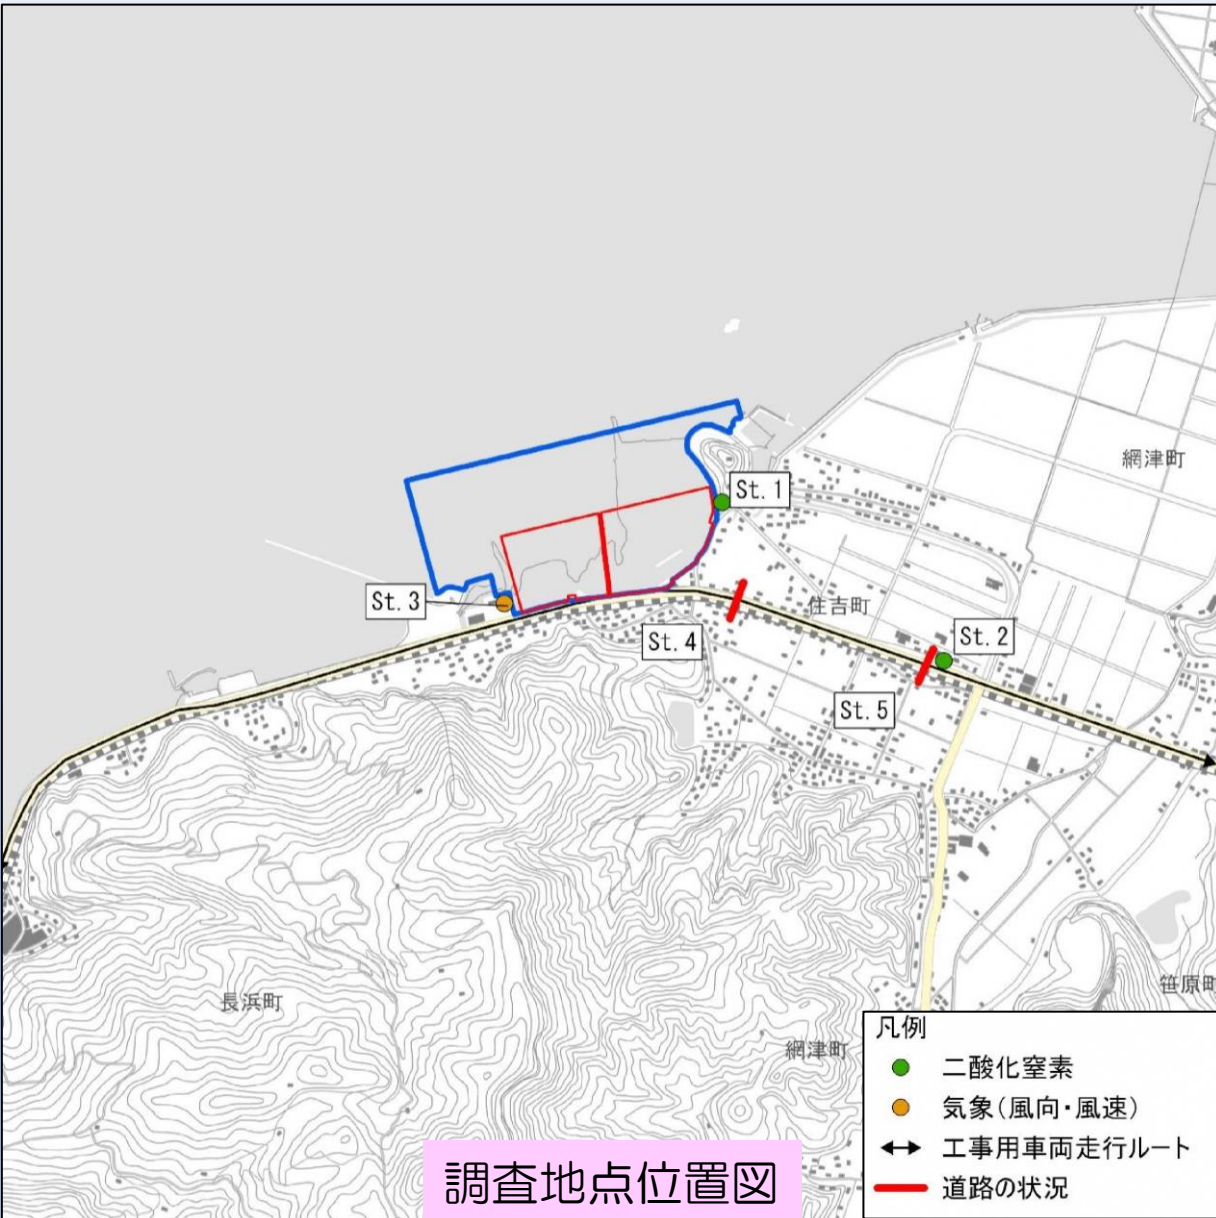 網津町
St. 1
St. 3
住吉町
St. 4
St. 2
St. 5
長浜町
笹原町
網津町
凡例
二酸化窒素
気象(風向・風速)
工事用車両走行ルート
道路の状況
調査地点位置図